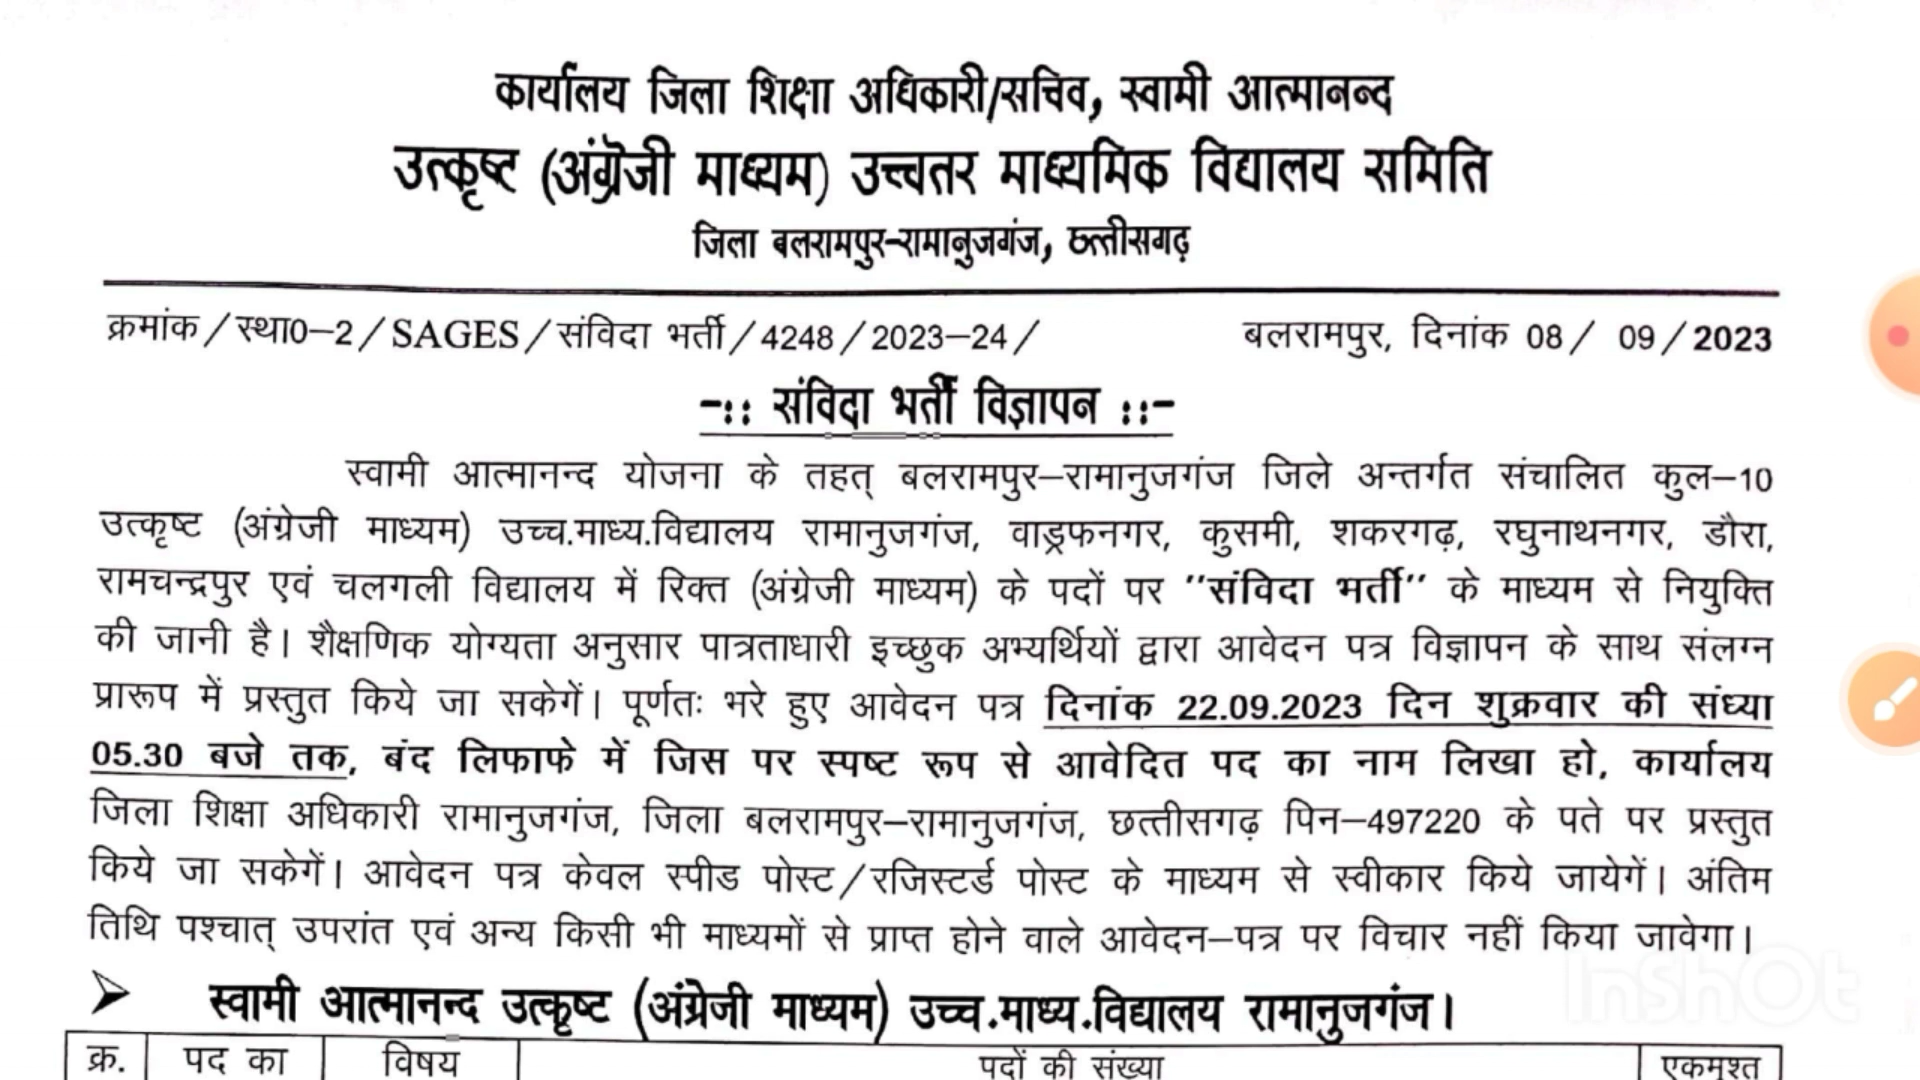 कार्यालय जिला शिक्षा अधिकारी/सचिव, स्वामी आत्मानन्द
उत्कृष्ट (अंग्रेजी माध्यम) उच्चतर माध्यमिक विद्यालय समिति
जिला बलरामपुर-रामानुजगंज, छत्तीसगढ़
क्रमांक/स्था0-2/SAGES/संविदा भर्ती/4248/2023-24/ बलरामपुर, दिनांक 08/ 09/2023
-:: संविदा भर्ती विज्ञापन ::-
स्वामी आत्मानन्द योजना के तहत् बलरामपुर-रामानुजगंज जिले अन्तर्गत संचालित कुल-10
उत्कृष्ट (अंग्रेजी माध्यम) उच्च.माध्य.विद्यालय रामानुजगंज, वाड्रफनगर, कुसमी, शकरगढ़, रघुनाथनगर, डौरा,
रामचन्द्रपुर एवं चलगली विद्यालय में रिक्त (अंग्रेजी माध्यम) के पदों पर "संविदा भर्ती" के माध्यम से नियुक्ति
की जानी है। शैक्षणिक योग्यता अनुसार पात्रताधारी इच्छुक अभ्यर्थियों द्वारा आवेदन पत्र विज्ञापन के साथ संलग्न
प्रारूप में प्रस्तुत किये जा सकेगें। पूर्णतः भरे हुए आवेदन पत्र दिनांक 22.09.2023 दिन शुक्रवार की संध्या
05.30 बजे तक, बंद लिफाफे में जिस पर स्पष्ट रूप से आवेदित पद का नाम लिखा हो, कार्यालय
जिला शिक्षा अधिकारी रामानुजगंज, जिला बलरामपुर-रामानुजगंज, छत्तीसगढ़ पिन-497220 के पते पर प्रस्तुत
किये जा सकेगें। आवेदन पत्र केवल स्पीड पोस्ट/रजिस्टर्ड पोस्ट के माध्यम से स्वीकार किये जायेगें। अंतिम
तिथि पश्चात् उपरांत एवं अन्य किसी भी माध्यमों से प्राप्त होने वाले आवेदन-पत्र पर विचार नहीं किया जावेगा।
➢ स्वामी आत्मानन्द उत्कृष्ट (अंग्रेजी माध्यम) उच्च.माध्य.विद्यालय रामानुजगंज।
क्र. पद का विषय पदों की संख्या एकमुश्त
InShOt